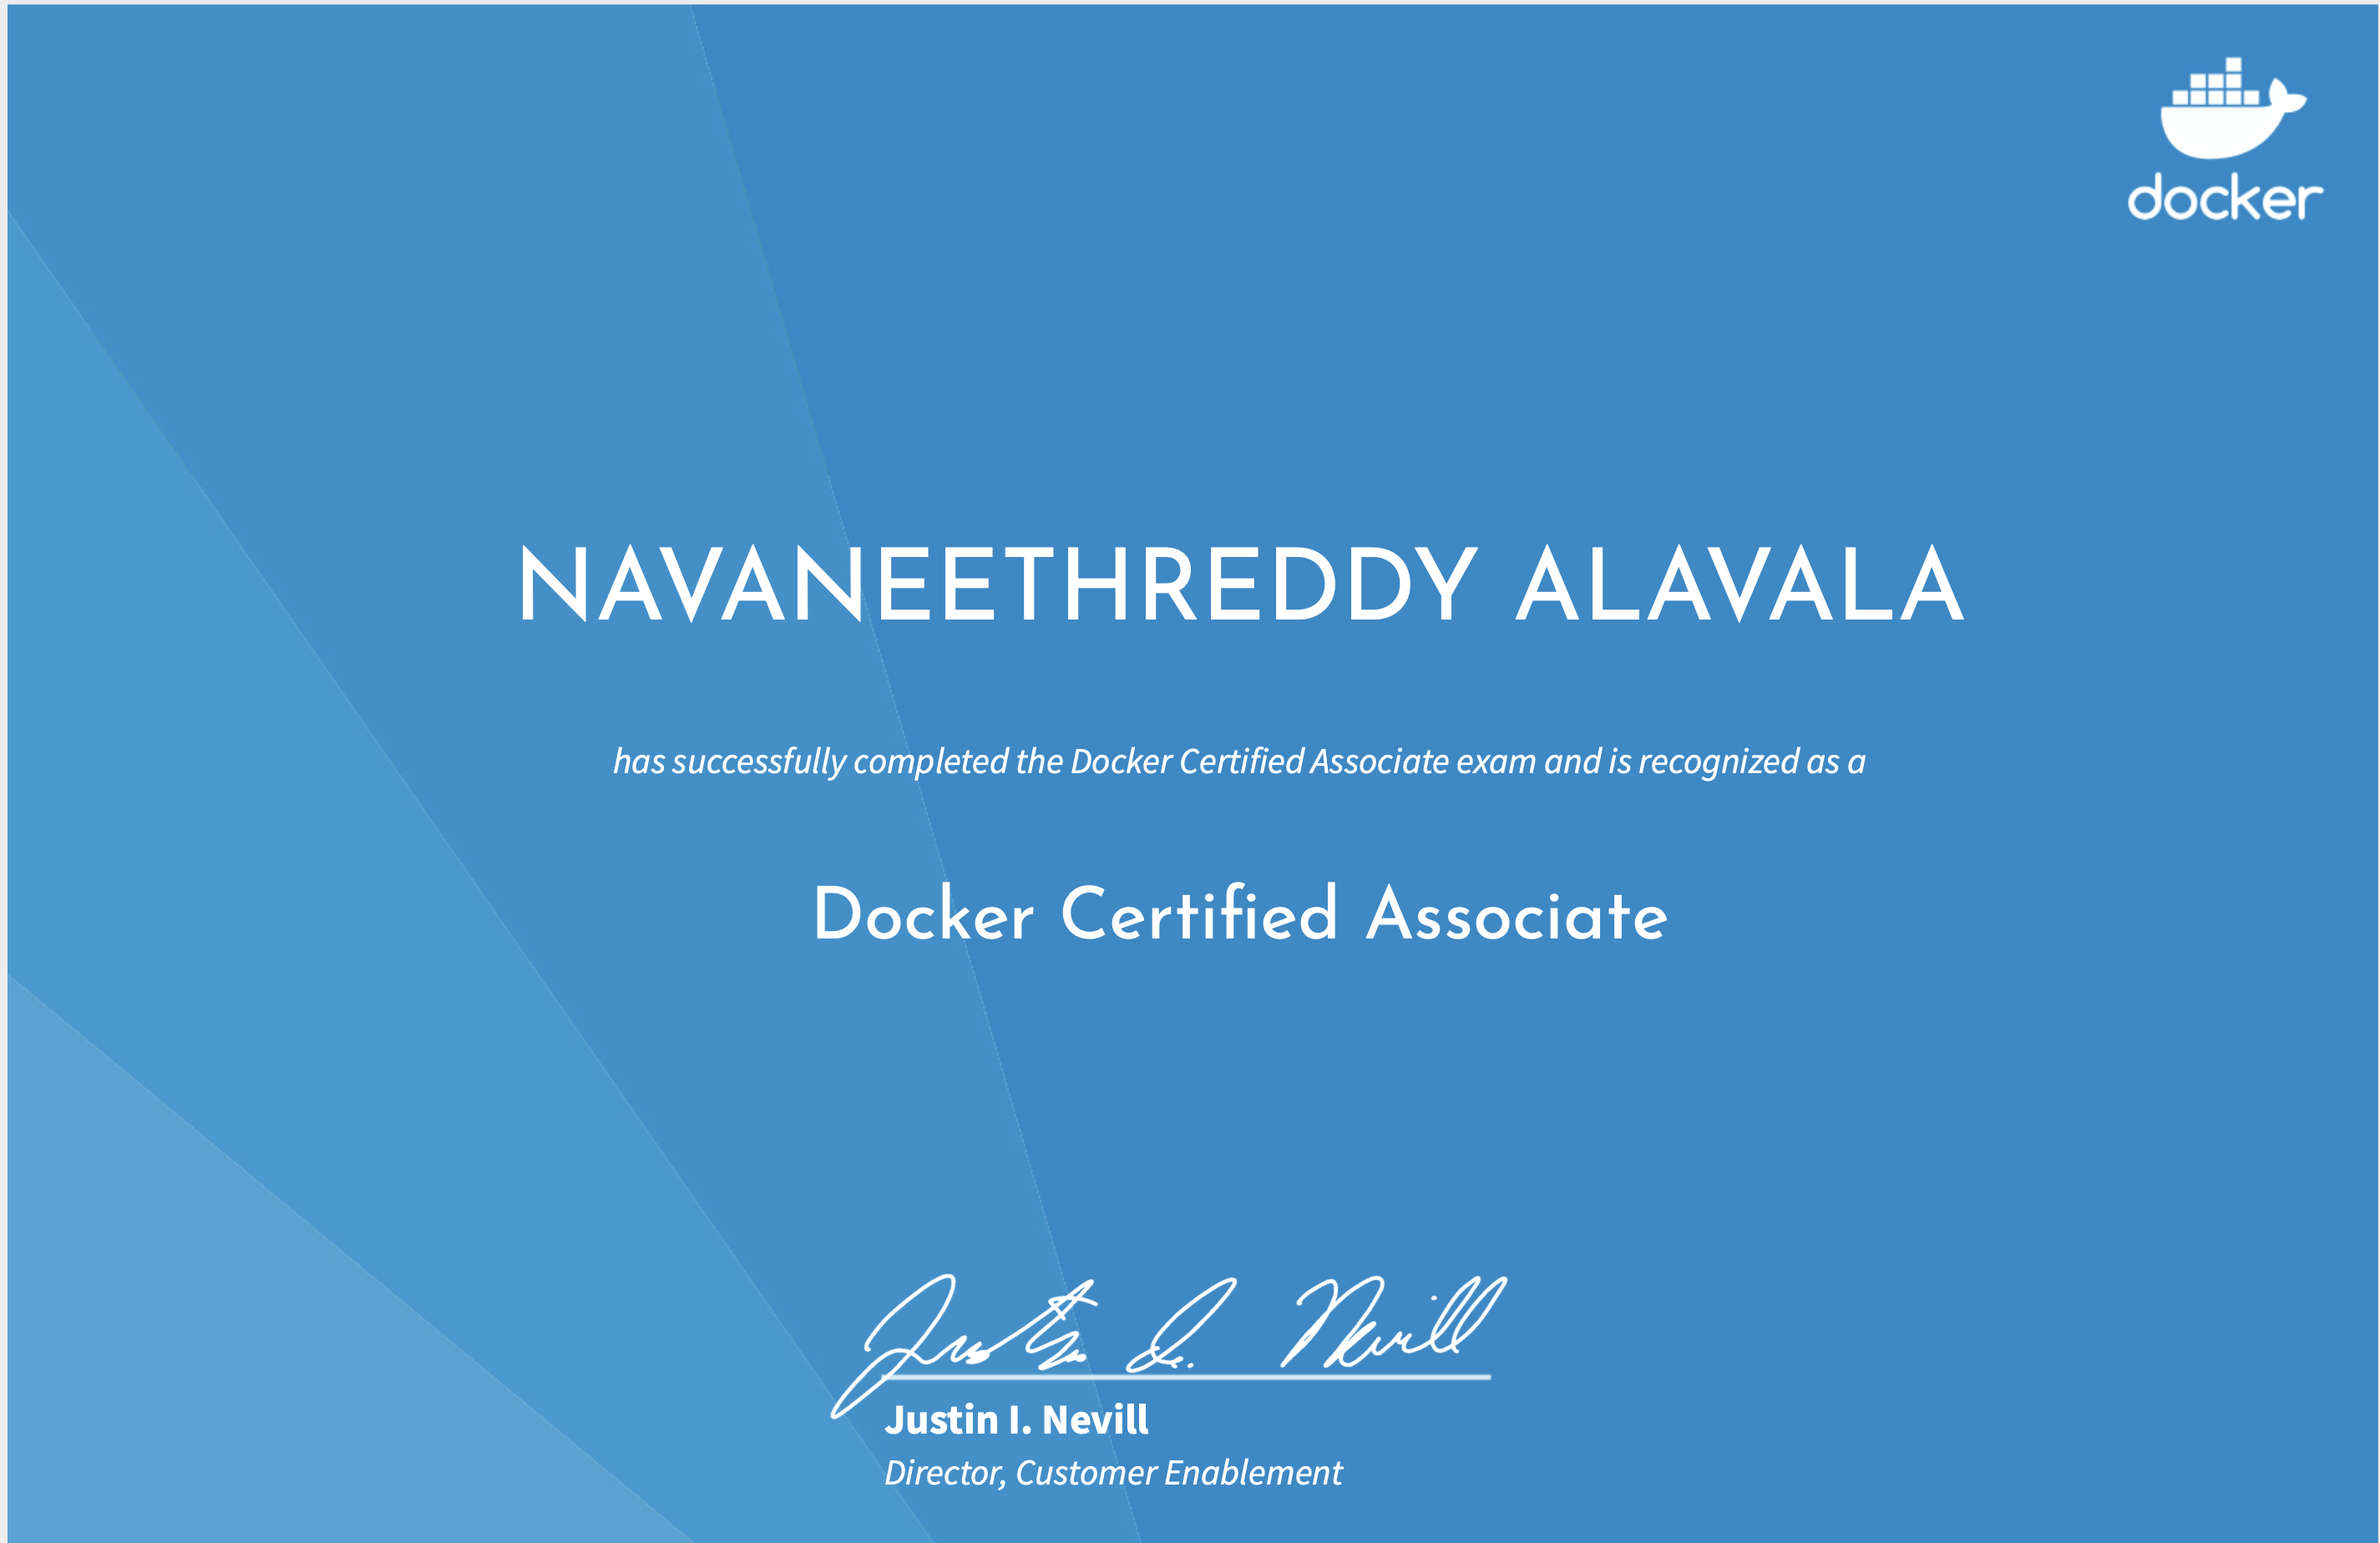 docker
NAVANEETHREDDY ALAVALA
has successfully completed the Docker Certified Associate exam and is recognized as a
Docker Certified Associate
Justin I. Nevill
Justin I. Nevill
Director, Customer Enablement